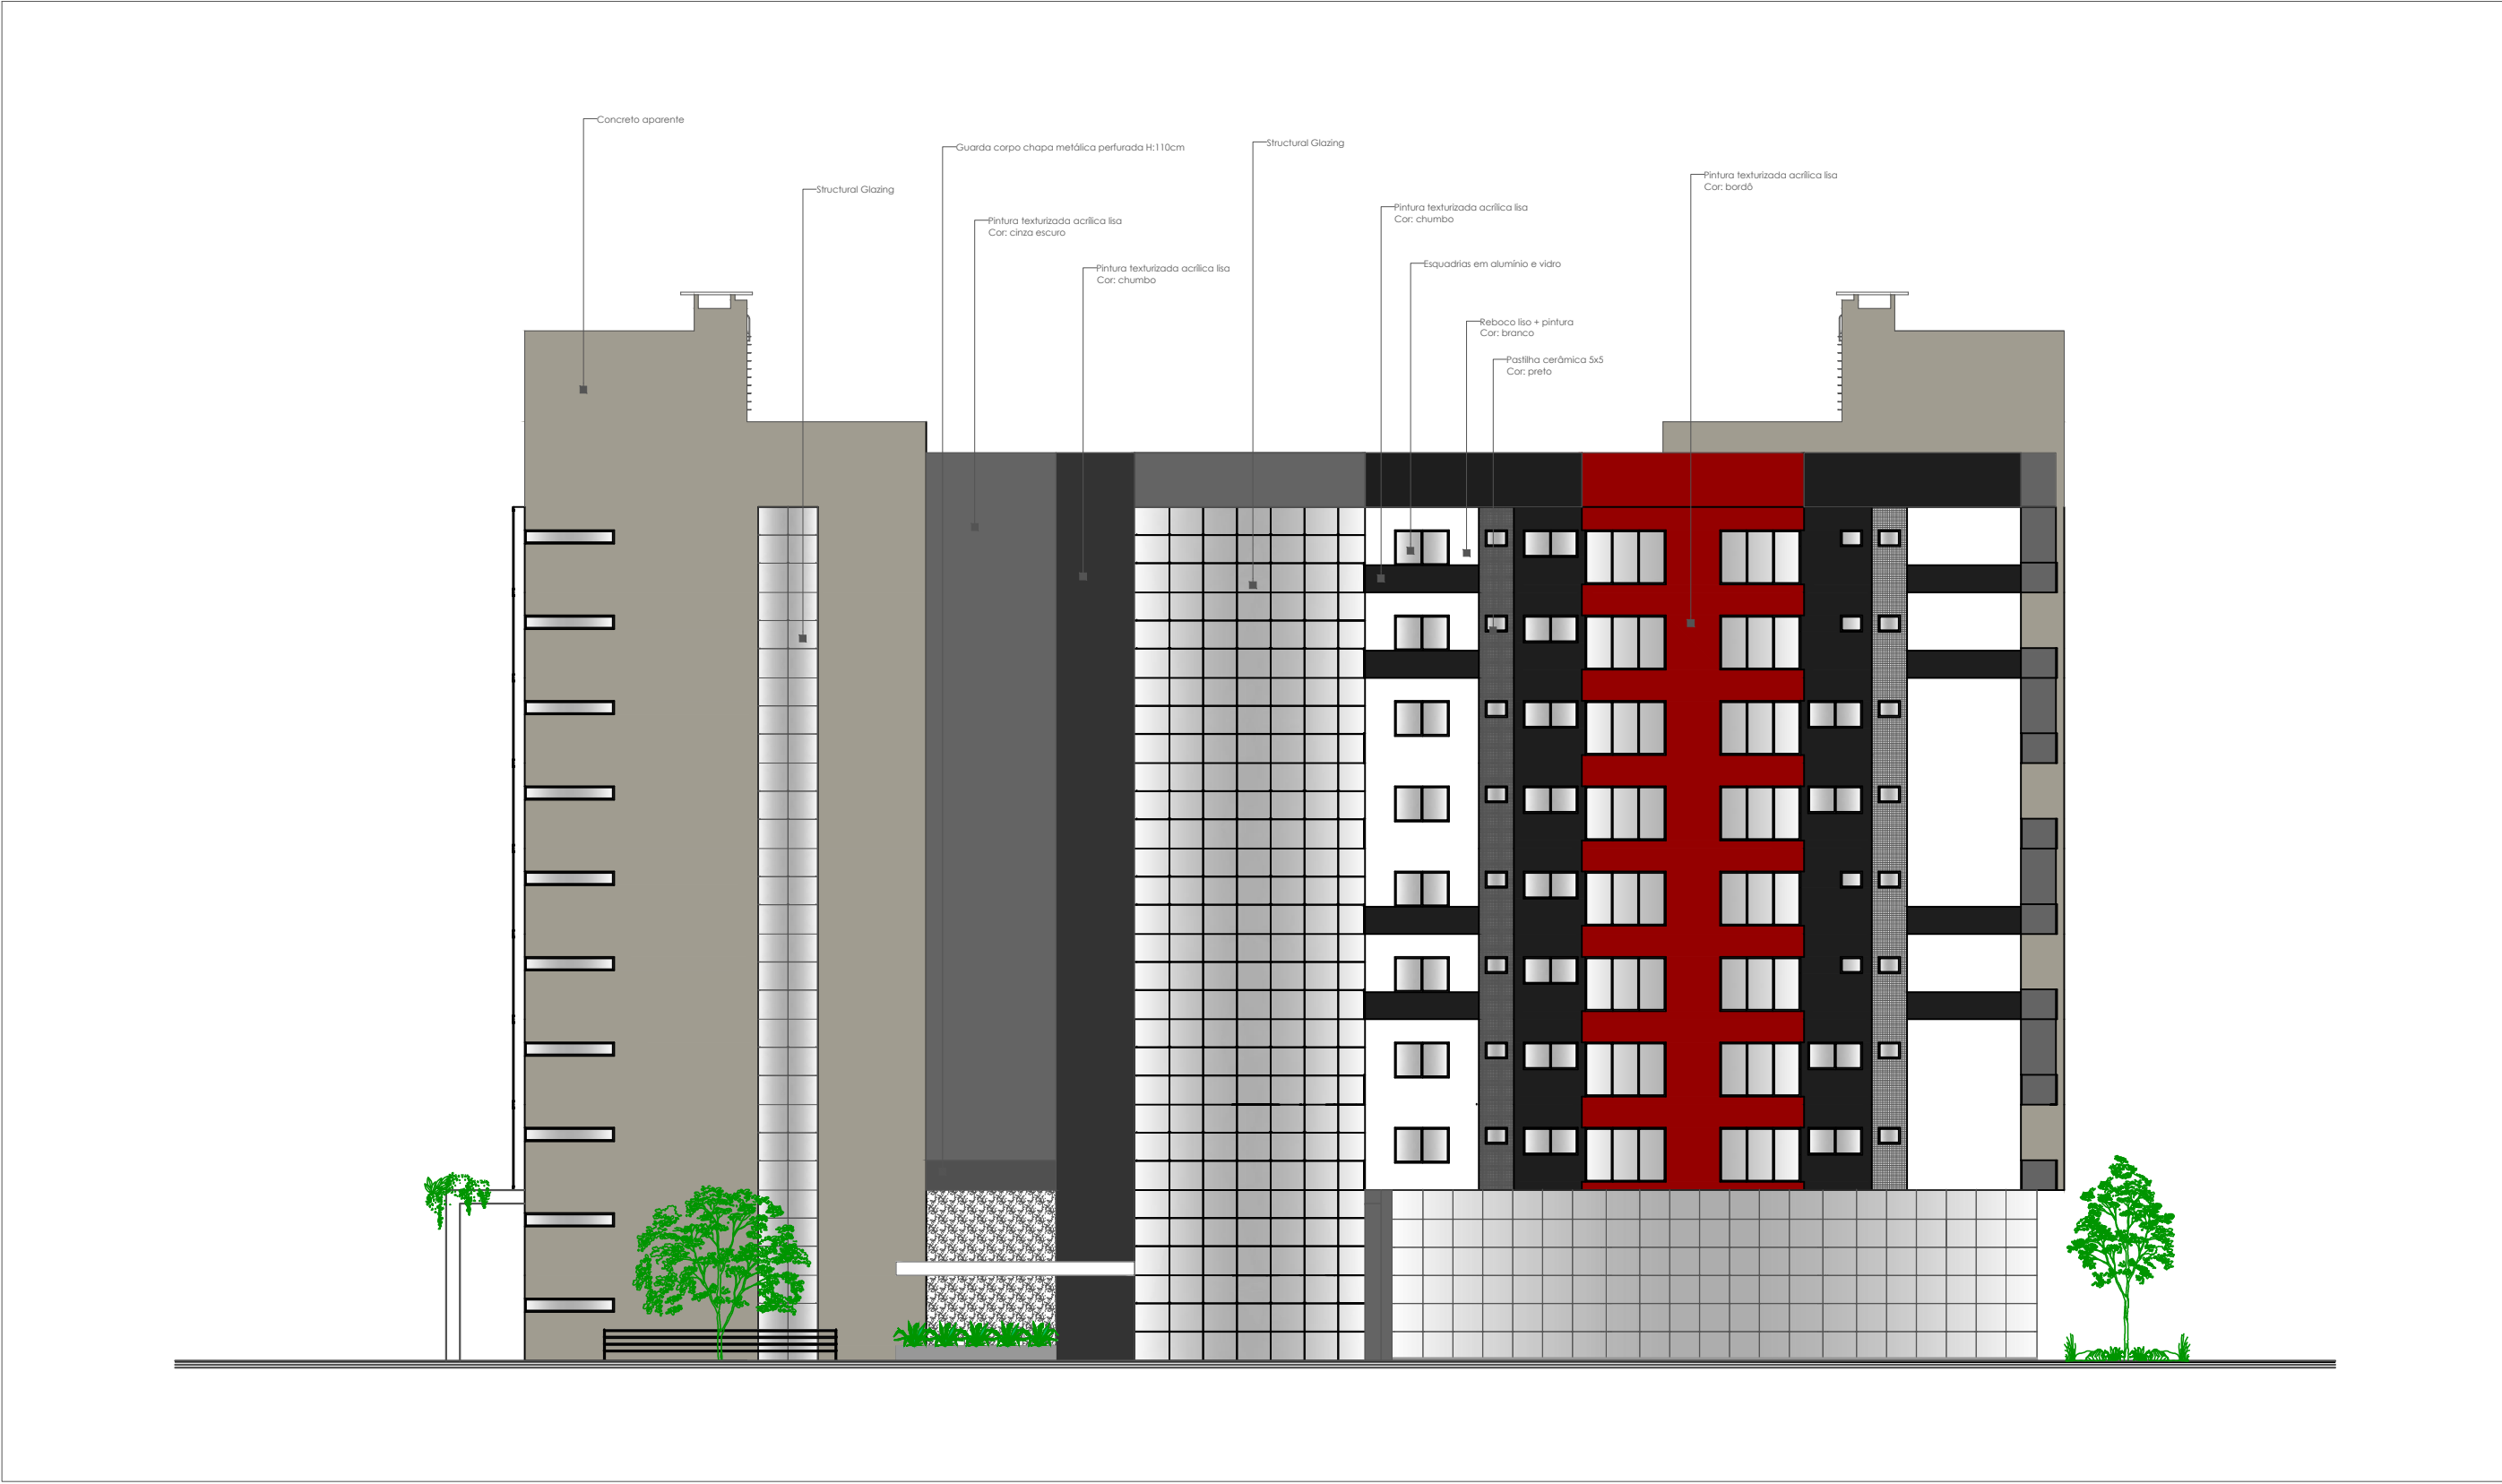 Concreto aparente
Guarda corpo chapa metálica perfurada H:110cm
Structural Glazing
Structural Glazing
Pintura texturizada acrílica lisa
Cor: bordô
Pintura texturizada acrílica lisa
Cor: cinza escuro
Pintura texturizada acrílica lisa
Cor: chumbo
Pintura texturizada acrílica lisa
Cor: chumbo
Esquadrias em alumínio e vidro
Reboco liso + pintura
Cor: branco
Pastilha cerâmica 5x5
Cor: preto